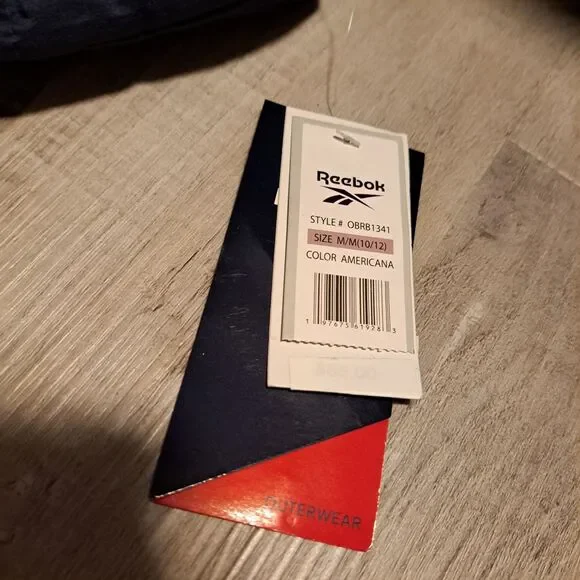 Reebok
STYLE # OBRB1341
SIZE M/M(10/12)
COLOR AMERICANA
1 97675 61928 3
OUTERWEAR